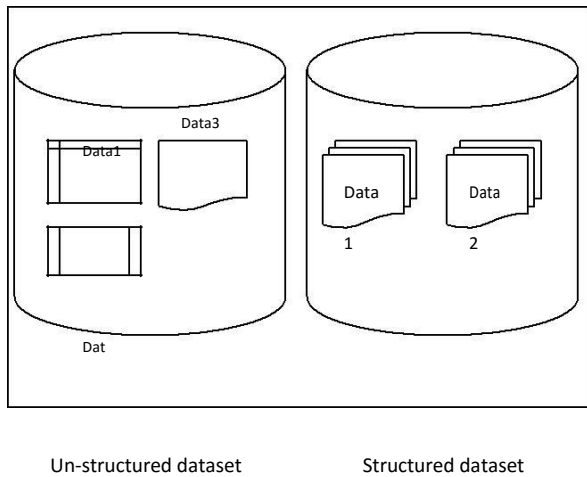 Data3
Data1
Data Data
1 2
Dat
Un-structured dataset Structured dataset